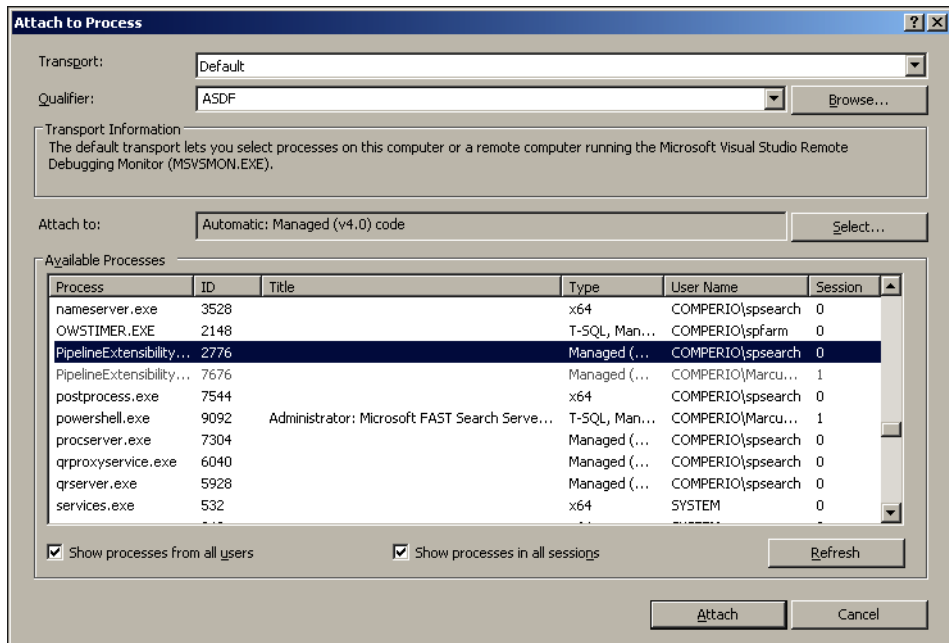 Attach to Process
Transport: Default
Qualifier: ASDF Browse...
Transport Information
The default transport lets you select processes on this computer or a remote computer running the Microsoft Visual Studio Remote
Debugging Monitor (MSVSMON.EXE).
Attach to: Automatic: Managed (v4.0) code Select...
Available Processes
Process ID Title Type User Name Session
nameserver.exe 3528 x64 COMPERIO\spsearch 0
OWSTIMER.EXE 2148 T-SQL, Man... COMPERIO\spfarm 0
PipelineExtensibility... 2776 Managed (... COMPERIO\spsearch 0
PipelineExtensibility... 7676 Managed (... COMPERIO\Marcu... 1
postprocess.exe 7544 x64 COMPERIO\spsearch 0
powershell.exe 9092 Administrator: Microsoft FAST Search Serve... T-SQL, Man... COMPERIO\Marcu... 1
procserver.exe 7304 Managed (... COMPERIO\spsearch 0
qrproxyservice.exe 6040 Managed (... COMPERIO\spsearch 0
qrserver.exe 5928 Managed (... COMPERIO\spsearch 0
services.exe 532 x64 SYSTEM 0
Show processes from all users Show processes in all sessions Refresh
Attach Cancel